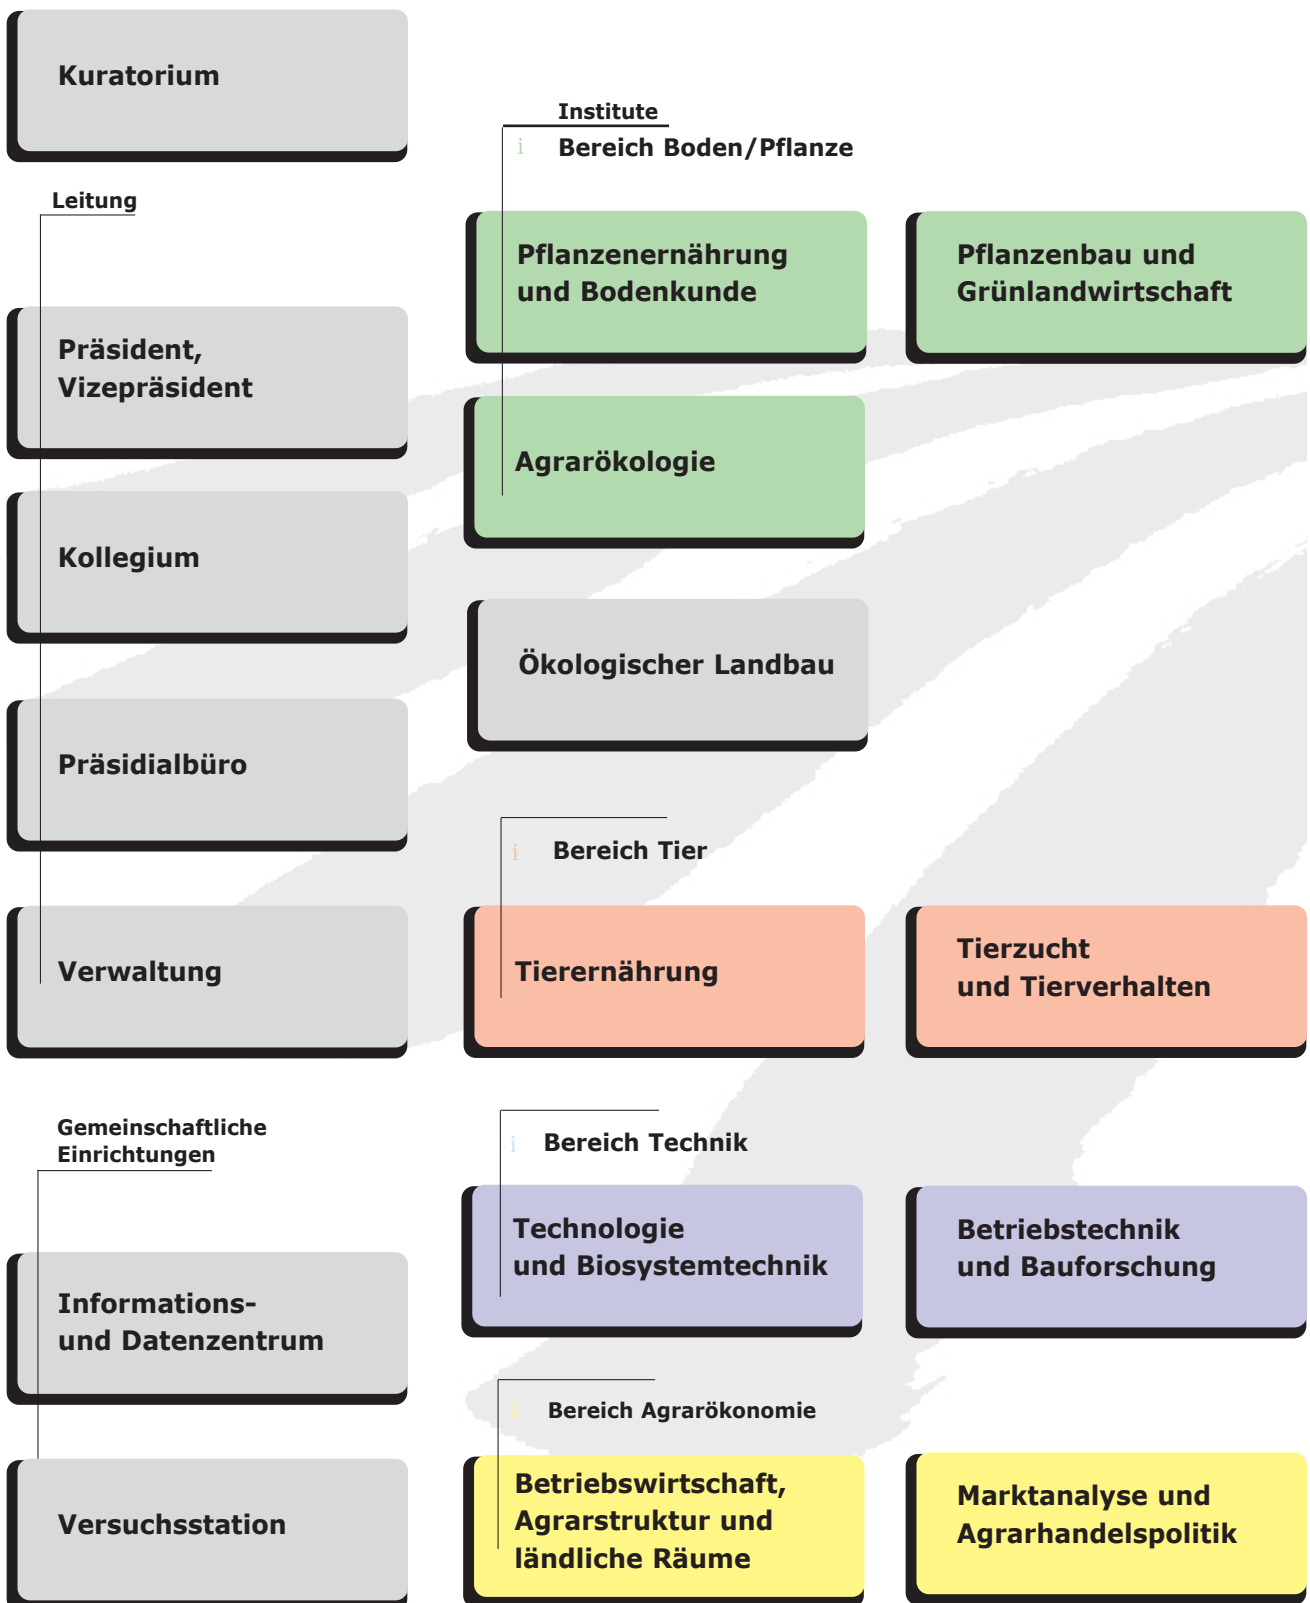 Kuratorium
Leitung
Präsident,
Vizepräsident
Kollegium
Präsidialbüro
Verwaltung
Gemeinschaftliche
Einrichtungen
Informations-
und Datenzentrum
Versuchsstation
Institute
i Bereich Boden/Pflanze
Pflanzenernährung
und Bodenkunde
Pflanzenbau und
Grünlandwirtschaft
Agrarökologie
Ökologischer Landbau
i Bereich Tier
Tierernährung
Tierzucht
und Tierverhalten
i Bereich Technik
Technologie
und Biosystemtechnik
Betriebstechnik
und Bauforschung
i Bereich Agrarökonomie
Betriebswirtschaft,
Agrarstruktur und
ländliche Räume
Marktanalyse und
Agrarhandelspolitik